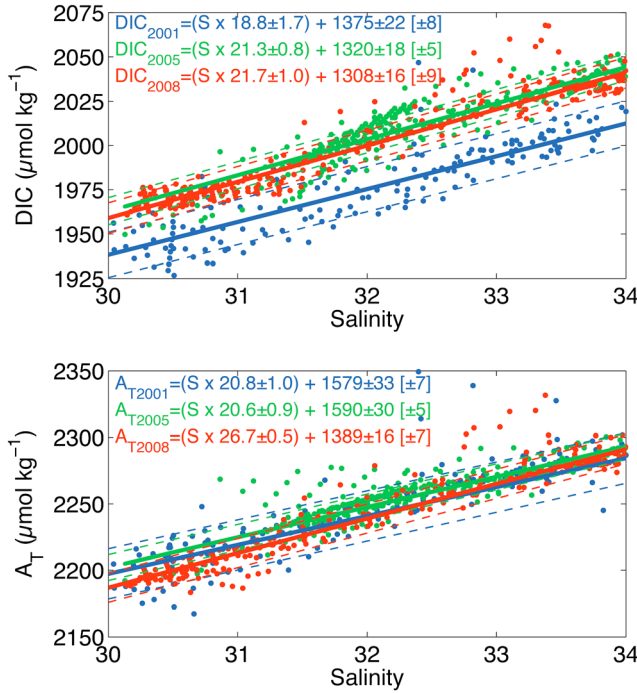 2075
DIC2001=(S x 18.8±1.7) + 1375±22 [±8]
DIC2005=(S x 21.3±0.8) + 1320±18 [±5]
2050
DIC2008=(S x 21.7±1.0) + 1308±16 [±9]
2025
2000
1975
1950
1925
DIC (µmol kg−1)
30 31 32 33 34
Salinity
2350
AT2001=(S x 20.8±1.0) + 1579±33 [±7]
AT2005=(S x 20.6±0.9) + 1590±30 [±5]
2300
AT2008=(S x 26.7±0.5) + 1389±16 [±7]
2250
2200
2150
AT (µmol kg−1)
30 31 32 33 34
Salinity